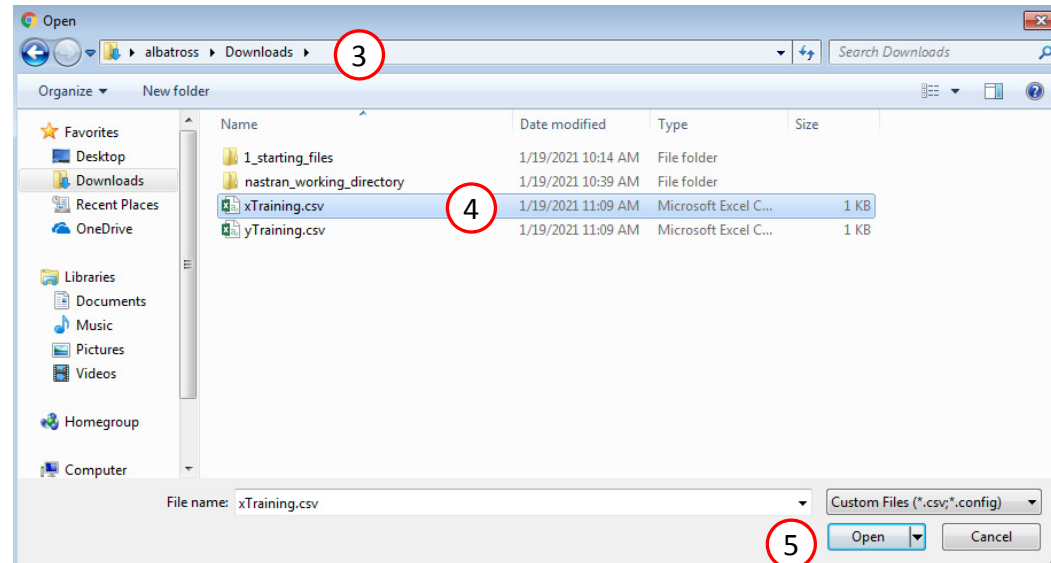 Open
albatross Downloads 3 Search Downloads
Organize New folder
Name Date modified Type Size
Favorites
Desktop
Downloads
Recent Places
OneDrive
Libraries
Documents
Music
Pictures
Videos
Homegroup
Computer
1_starting_files 1/19/2021 10:14 AM File folder
nastran_working_directory 1/19/2021 10:39 AM File folder
xTraining.csv 4 1/19/2021 11:09 AM Microsoft Excel C... 1 KB
yTraining.csv 1/19/2021 11:09 AM Microsoft Excel C... 1 KB
File name: xTraining.csv Custom Files (*.csv;*.config)
5 Open Cancel